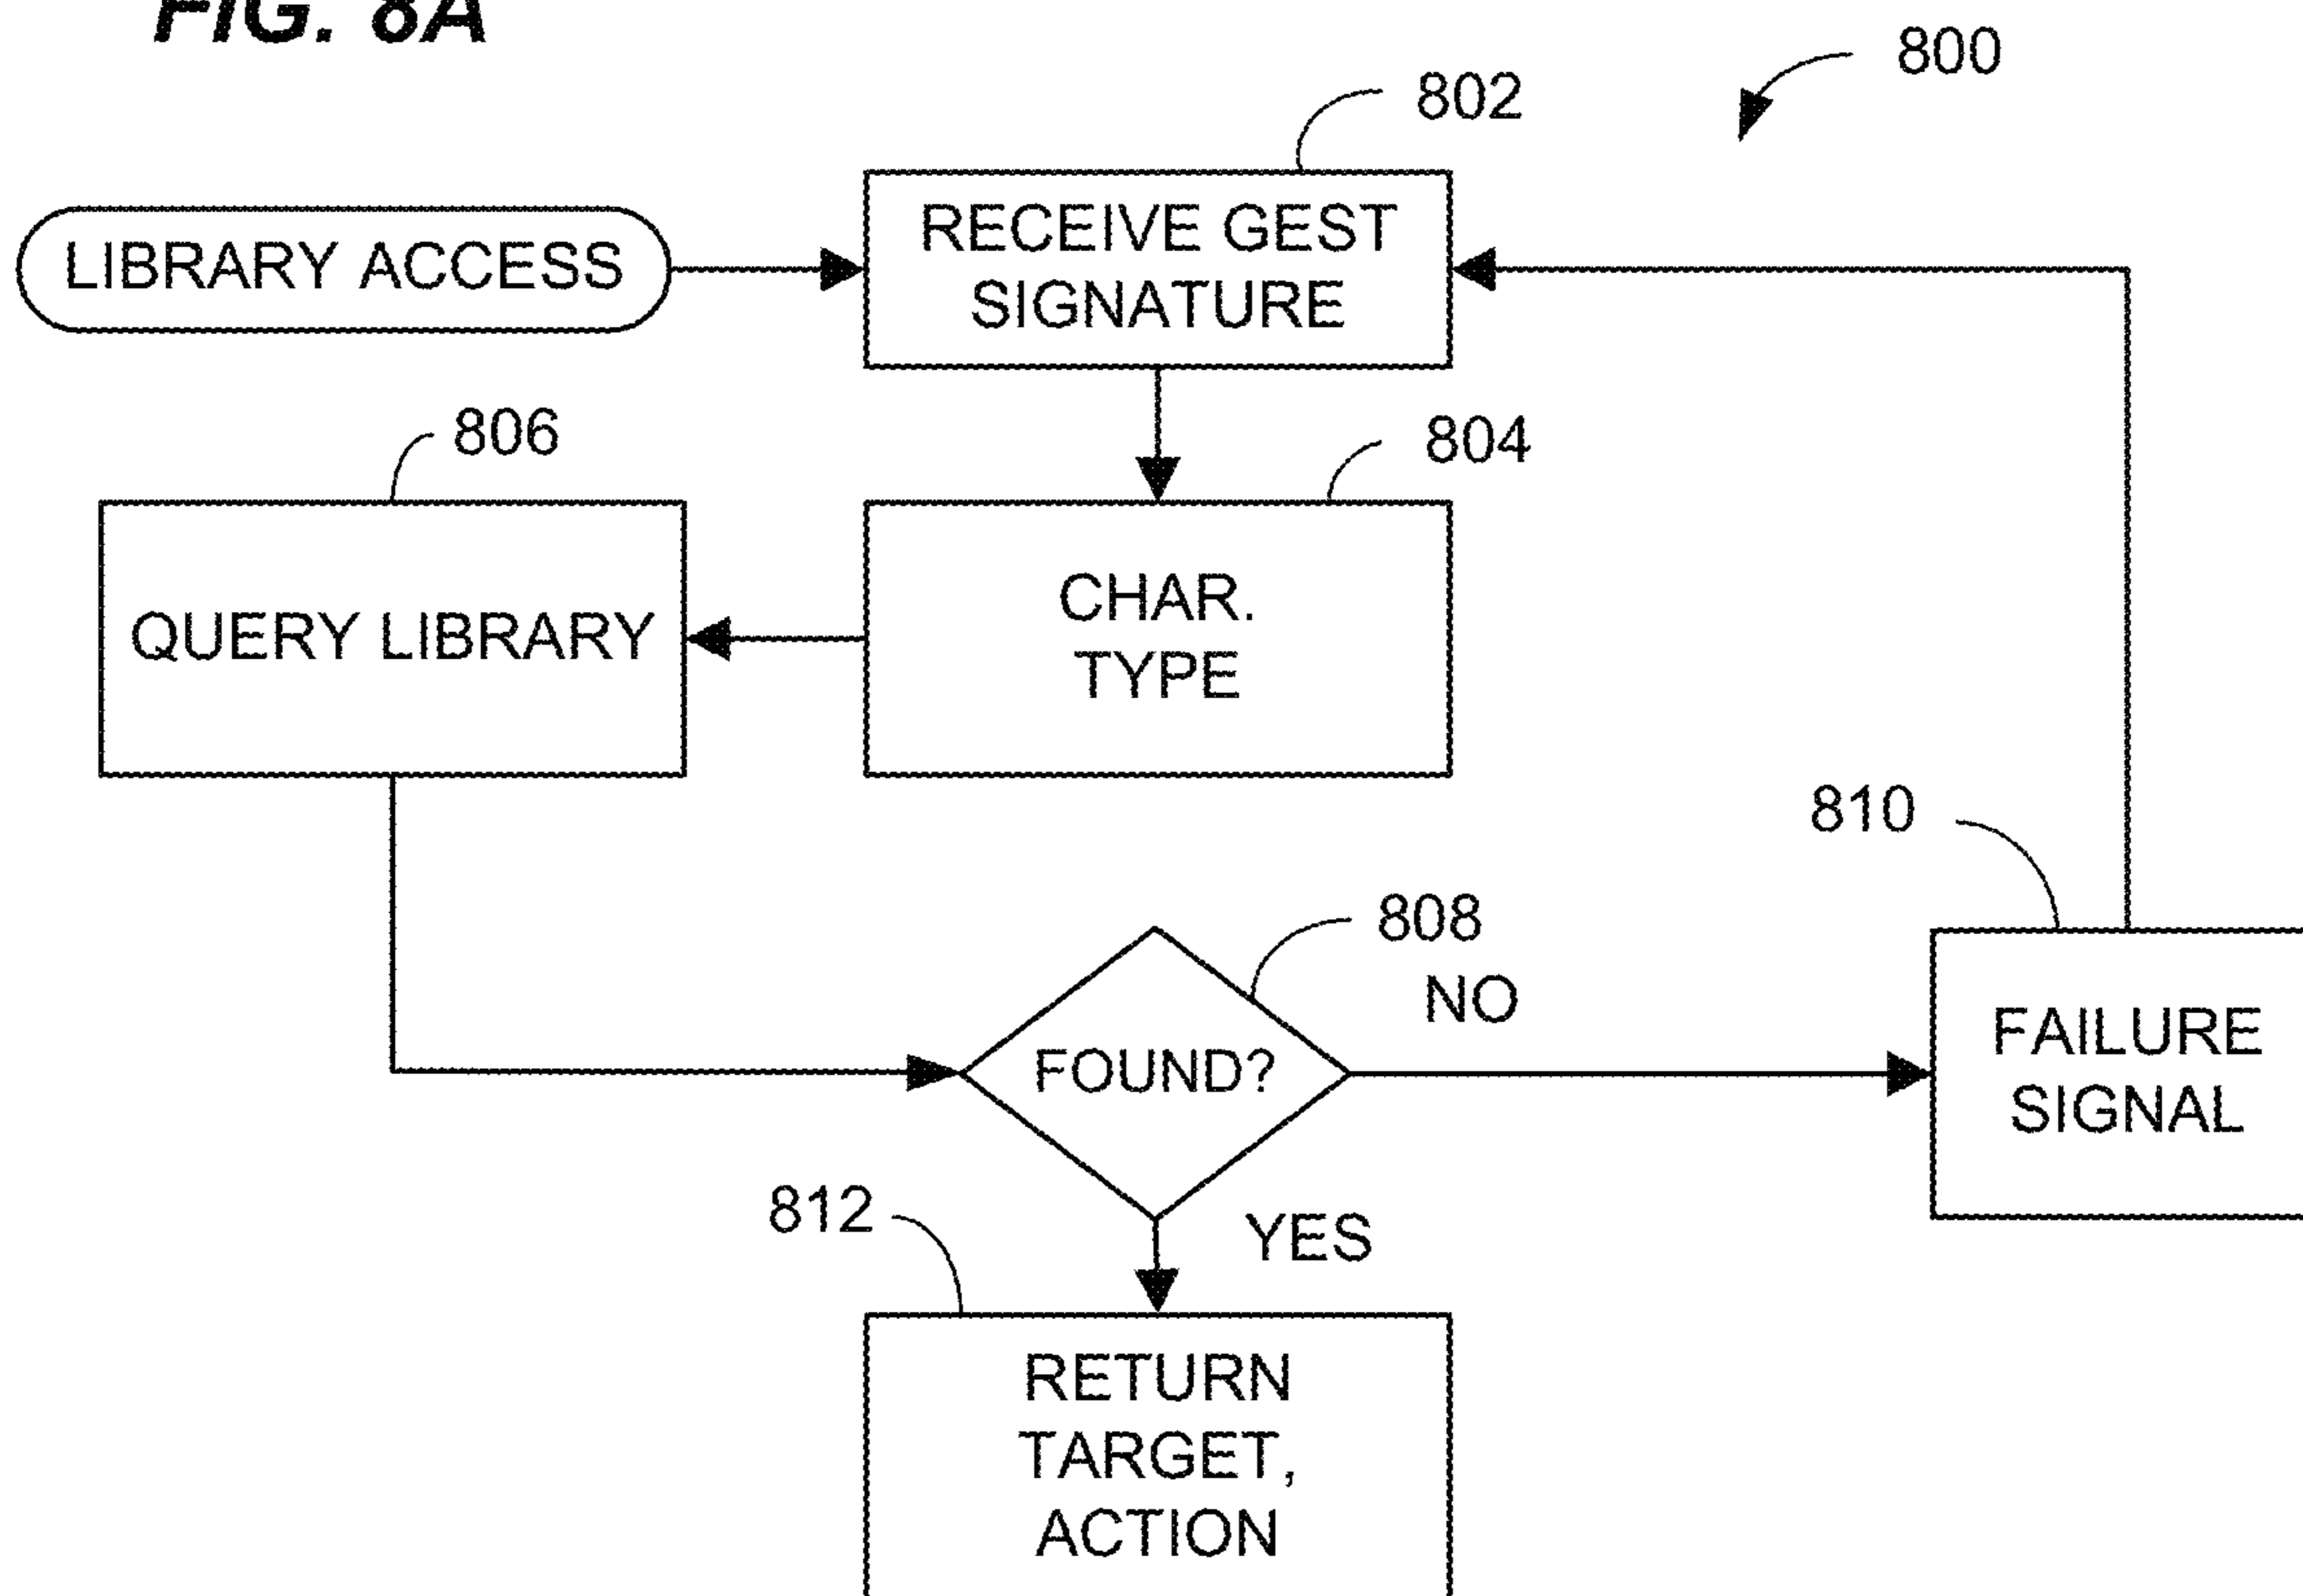 FIG. 8A
800
802
LIBRARY ACCESS
RECEIVE GEST
SIGNATURE
806
804
QUERY LIBRARY
CHAR.
TYPE
810
808
NO
FOUND?
FAILURE
SIGNAL
812
YES
RETURN
TARGET,
ACTION